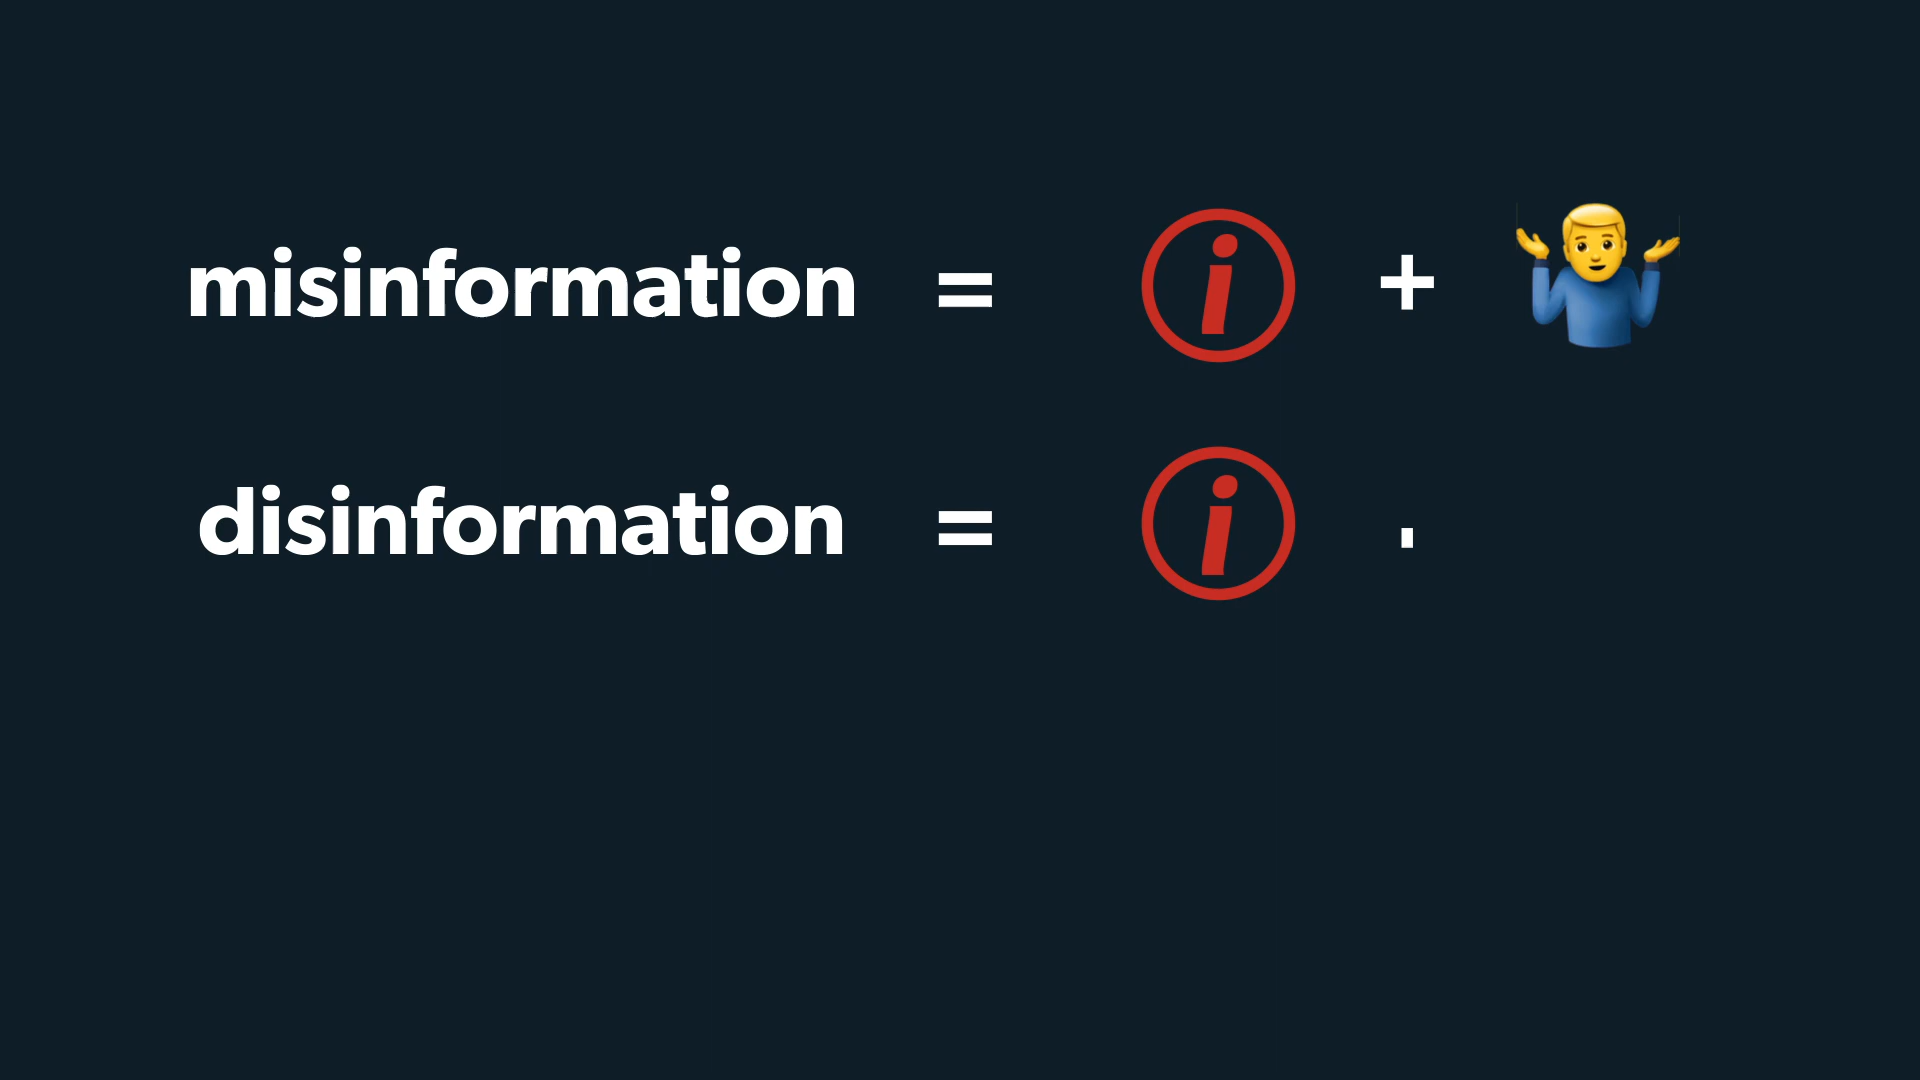 misinformation = i +
disinformation = i